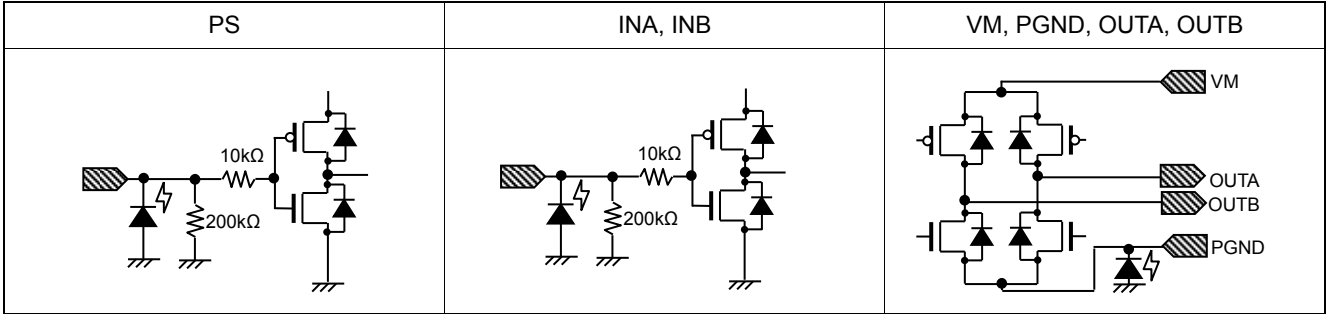 PS
INA, INB
VM, PGND, OUTA, OUTB
10kΩ
200kΩ
10kΩ
200kΩ
VM
OUTA
OUTB
PGND